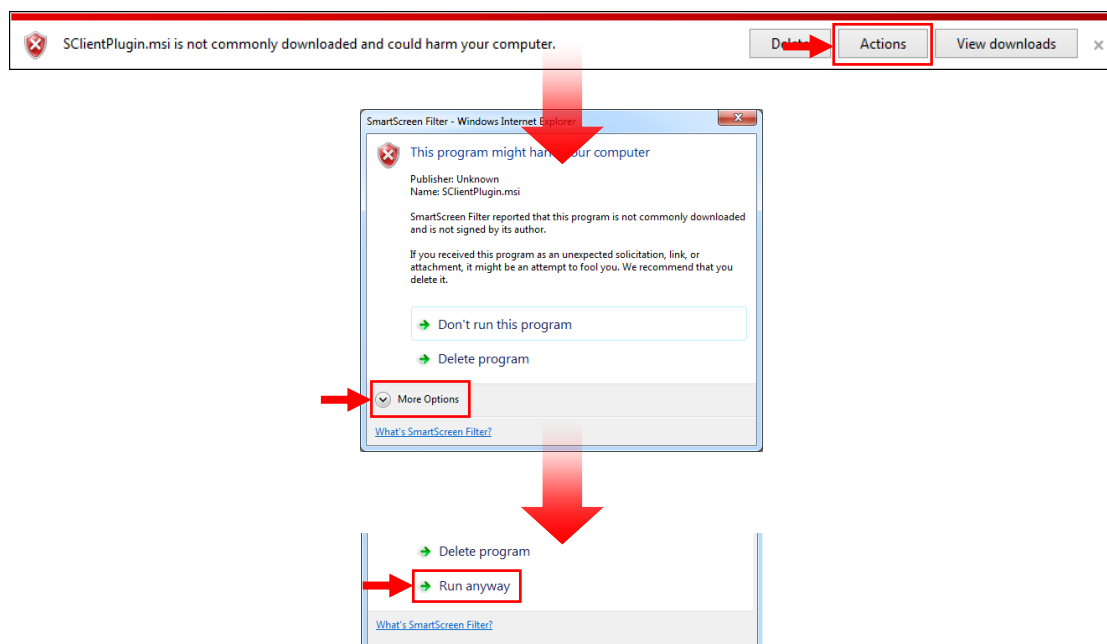 SClientPlugin.msi is not commonly downloaded and could harm your computer.
Actions
View downloads
SmartScreen Filter - Windows Internet Explorer
This program might harm your computer
Publisher: Unknown
Name: SClientPlugin.msi
SmartScreen Filter reported that this program is not commonly downloaded
and is not signed by its author.
If you received this program as an unexpected solicitation, link, or
attachment, it might be an attempt to fool you. We recommend that you
delete it.
Don't run this program
Delete program
More Options
What's SmartScreen Filter?
Delete program
Run anyway
What's SmartScreen Filter?